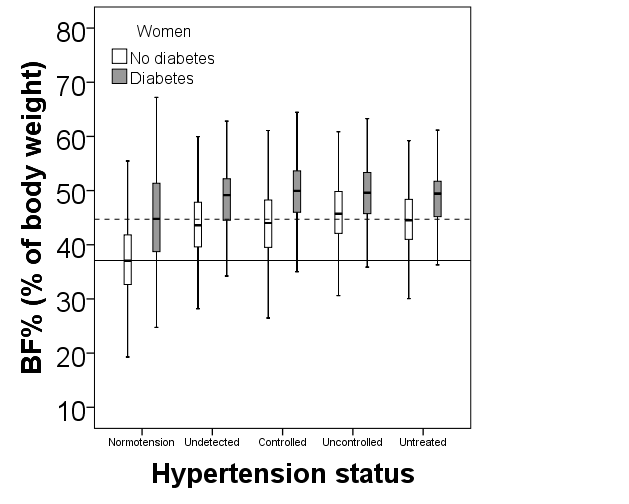 Women
No diabetes
Diabetes
BF% (% of body weight)
80
70
60
50
40
30
20
10
Normotension Undetected Controlled Uncontrolled Untreated
Hypertension status